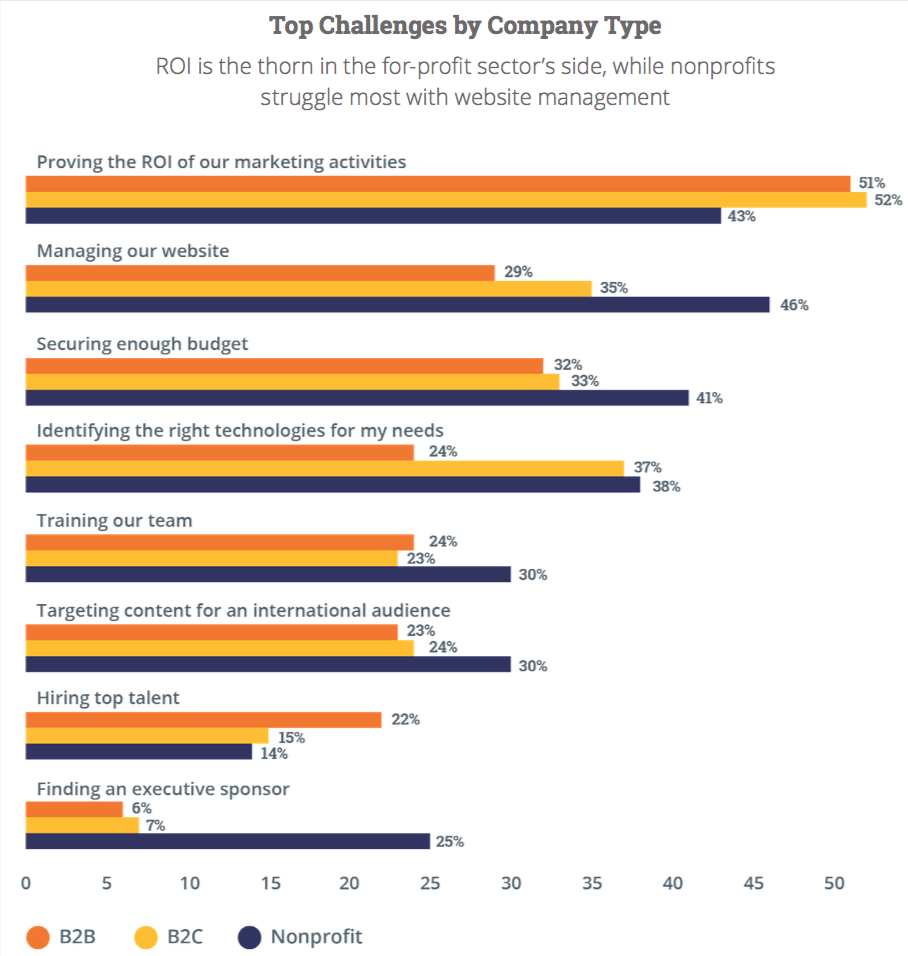 Top Challenges by Company Type
ROI is the thorn in the for-profit sector's side, while nonprofits
struggle most with website management
Proving the ROI of our marketing activities
51%
52%
43%
Managing our website
29%
35%
46%
Securing enough budget
32%
33%
41%
Identifying the right technologies for my needs
24%
37%
38%
Training our team
24%
23%
30%
Targeting content for an international audience
23%
24%
30%
Hiring top talent
22%
15%
14%
Finding an executive sponsor
6%
7%
25%
0 5 10 15 20 25 30 35 40 45 50
B2B B2C Nonprofit